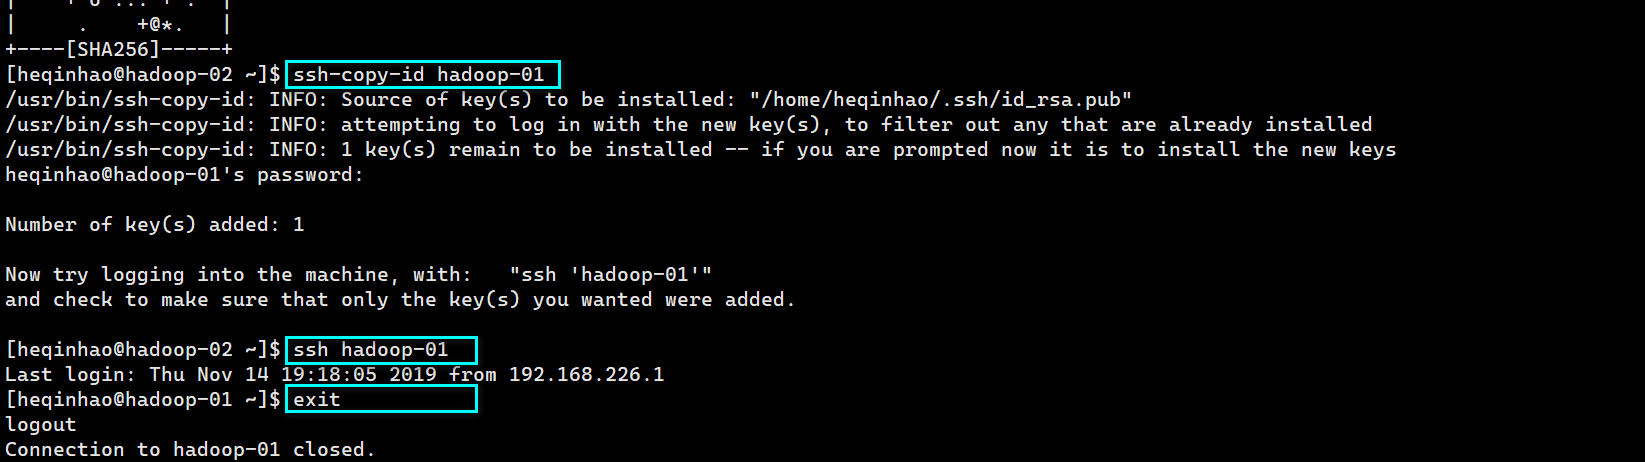 |     .    +@*.   |
+----[SHA256]-----+
[heqinhao@hadoop-02 ~]$ ssh-copy-id hadoop-01
/usr/bin/ssh-copy-id: INFO: Source of key(s) to be installed: "/home/heqinhao/.ssh/id_rsa.pub"
/usr/bin/ssh-copy-id: INFO: attempting to log in with the new key(s), to filter out any that are already installed
/usr/bin/ssh-copy-id: INFO: 1 key(s) remain to be installed -- if you are prompted now it is to install the new keys
heqinhao@hadoop-01's password:
Number of key(s) added: 1
Now try logging into the machine, with:   "ssh 'hadoop-01'"
and check to make sure that only the key(s) you wanted were added.
[heqinhao@hadoop-02 ~]$ ssh hadoop-01
Last login: Thu Nov 14 19:18:05 2019 from 192.168.226.1
[heqinhao@hadoop-01 ~]$ exit
logout
Connection to hadoop-01 closed.